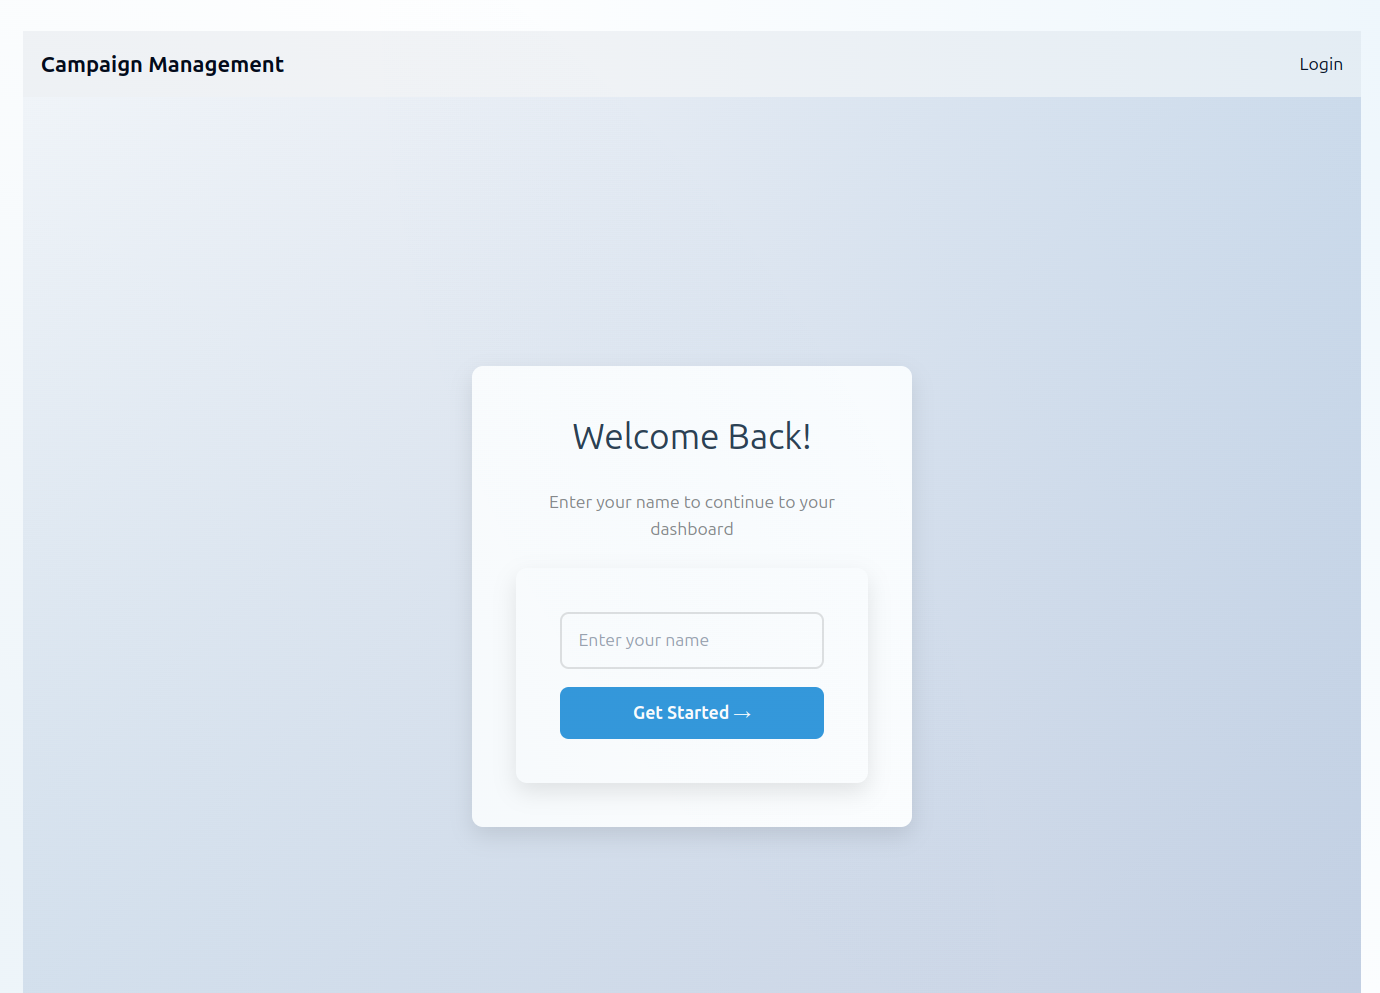 Campaign Management
Login
Welcome Back!
Enter your name to continue to your
dashboard
Enter your name
Get Started →